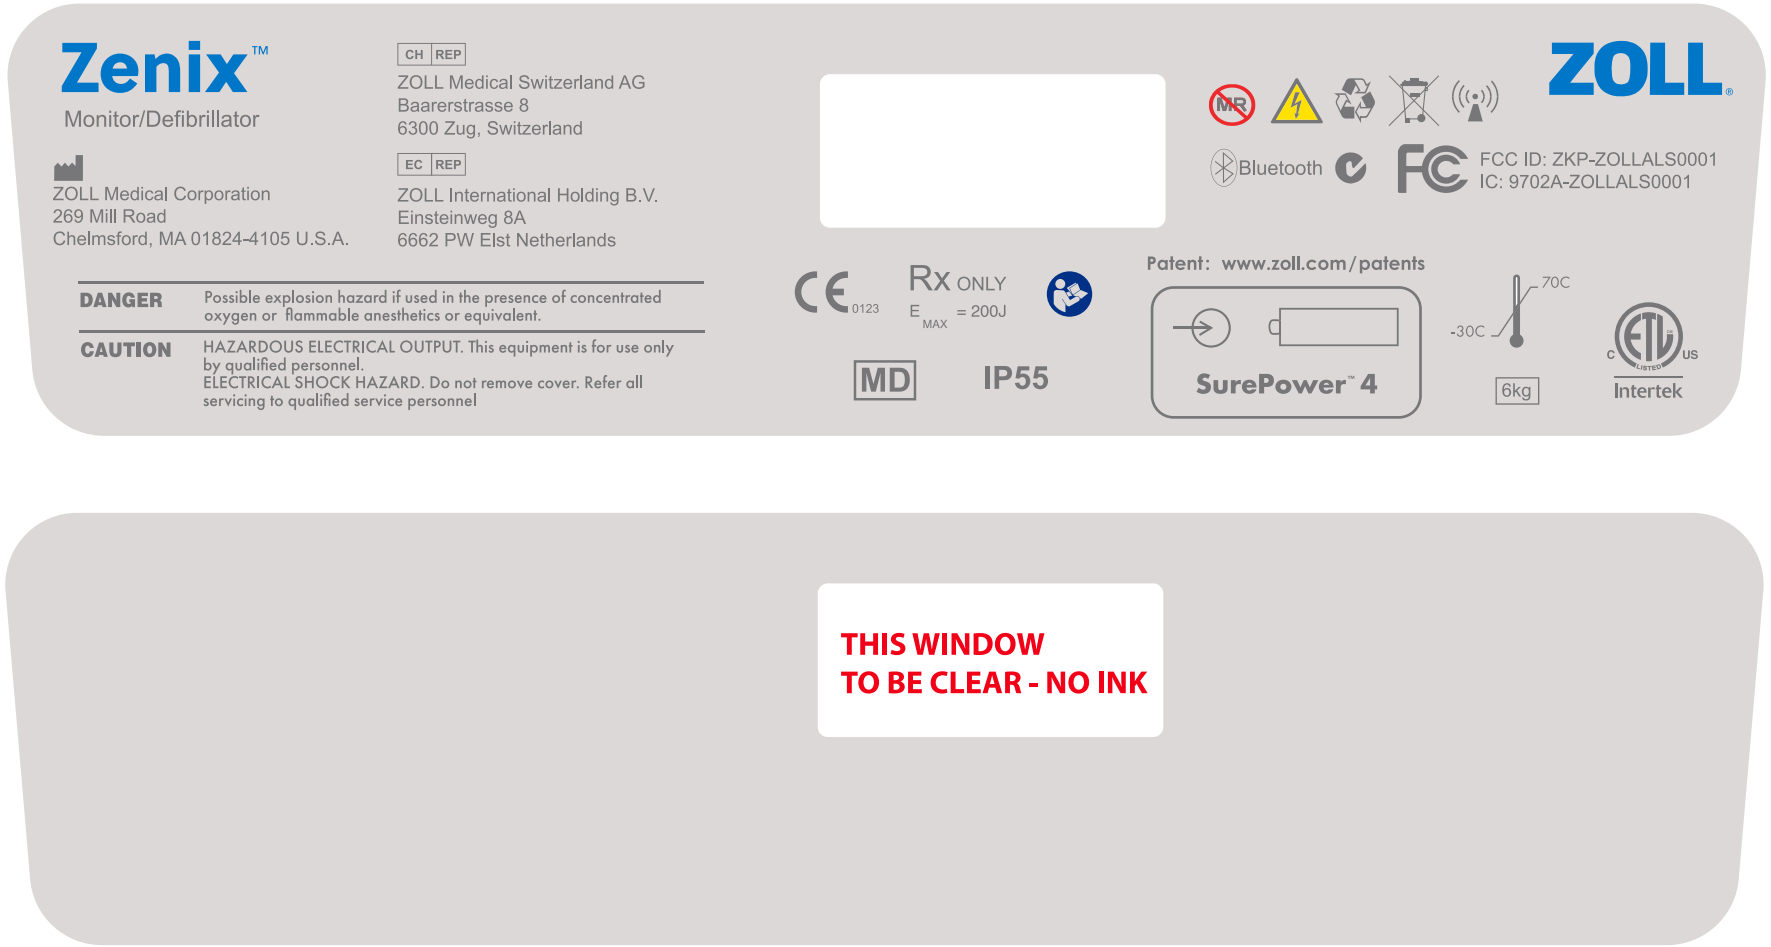 Zenix™
Monitor/Defibrillator
ZOLL Medical Corporation
269 Mill Road
Chelmsford, MA 01824-4105 U.S.A.
CH REP
ZOLL Medical Switzerland AG
Baarerstrasse 8
6300 Zug, Switzerland
EC REP
ZOLL International Holding B.V.
Einsteinweg 8A
6662 PW Elst Netherlands
DANGER Possible explosion hazard if used in the presence of concentrated
oxygen or flammable anesthetics or equivalent.
CAUTION HAZARDOUS ELECTRICAL OUTPUT. This equipment is for use only
by qualified personnel.
ELECTRICAL SHOCK HAZARD. Do not remove cover. Refer all
servicing to qualified service personnel
CE 0123
Rx ONLY
E MAX = 200J
MD
IP55
MR
ZOLL®
Bluetooth
FC FCC ID: ZKP-ZOLLALS0001
IC: 9702A-ZOLLALS0001
Patent: www.zoll.com/patents
SurePower™ 4
70C
-30C
6kg
ETL
C US
LISTED
Intertek
THIS WINDOW
TO BE CLEAR - NO INK